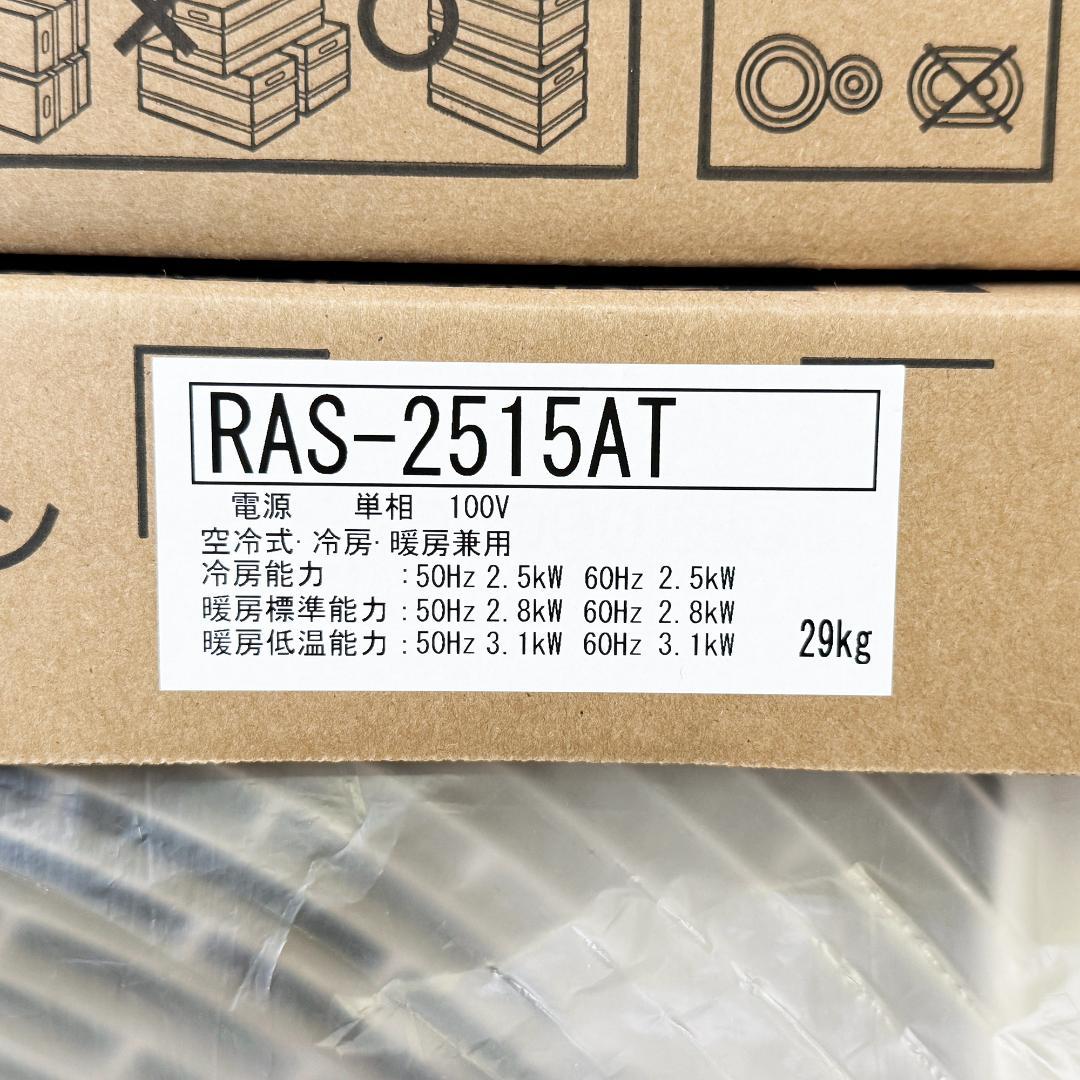 RAS-2515AT
電源 単相 100V
空冷式・冷房・暖房兼用
冷房能力 :50Hz 2.5kW 60Hz 2.5kW
暖房標準能力:50Hz 2.8kW 60Hz 2.8kW
暖房低温能力:50Hz 3.1kW 60Hz 3.1kW
29kg